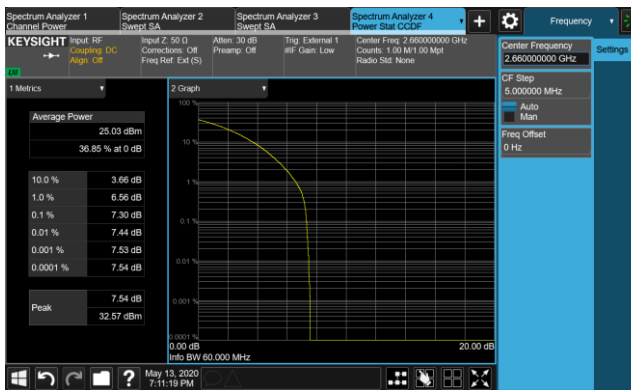 Spectrum Analyzer 1
Channel Power
Spectrum Analyzer 2
Swept SA
Spectrum Analyzer 3
Swept SA
Spectrum Analyzer 4
Power Stat CCDF
Frequency
KEYSIGHT
Input: RF
Coupling: DC
Align: Off
Input Z: 50 Ω
Corrections: Off
Freq Ref: Ext (S)
Atten: 30 dB
Preamp: Off
Trig: External 1
#IF Gain: Low
Center Freq: 2.660000000 GHz
Counts: 1.00 M/1.00 Mpt
Radio Std: None
Center Frequency
2.660000000 GHz
Settings
CF Step
5.000000 MHz
Auto
Man
Freq Offset
0 Hz
1 Metrics
Average Power
25.03 dBm
36.85 % at 0 dB
10.0 % 3.66 dB
1.0 % 6.56 dB
0.1 % 7.30 dB
0.01 % 7.44 dB
0.001 % 7.53 dB
0.0001 % 7.54 dB
Peak
7.54 dB
32.57 dBm
2 Graph
100 %
10 %
1 %
0.1 %
0.01 %
0.001 %
0.0001 %
0.00 dB
20.00 dB
Info BW 60.000 MHz
May 13, 2020
7:11:19 PM